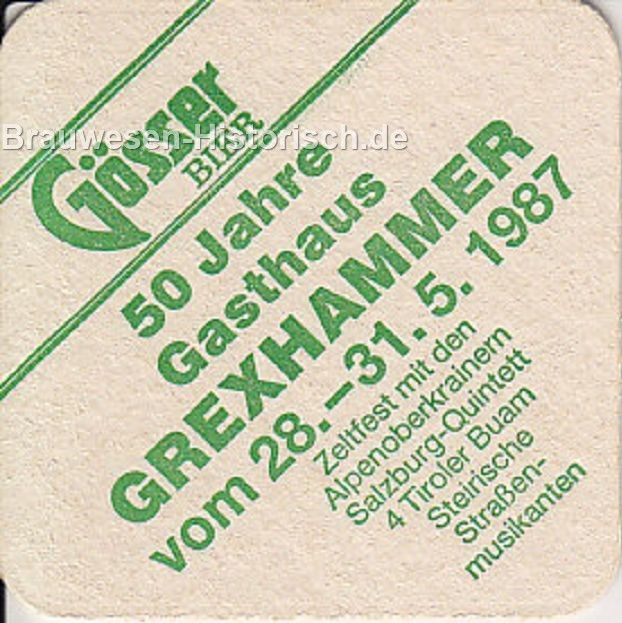 Gösser
BIER
Brauwesen-Historisch.de
50 Jahre
Gasthaus
GREXHAMMER
vom 28.-31. 5. 1987
Zeltfest mit den
Alpenoberkrainern
Salzburg-Quintett
4 Tiroler Buam
Steirische
Straßen-
musikanten